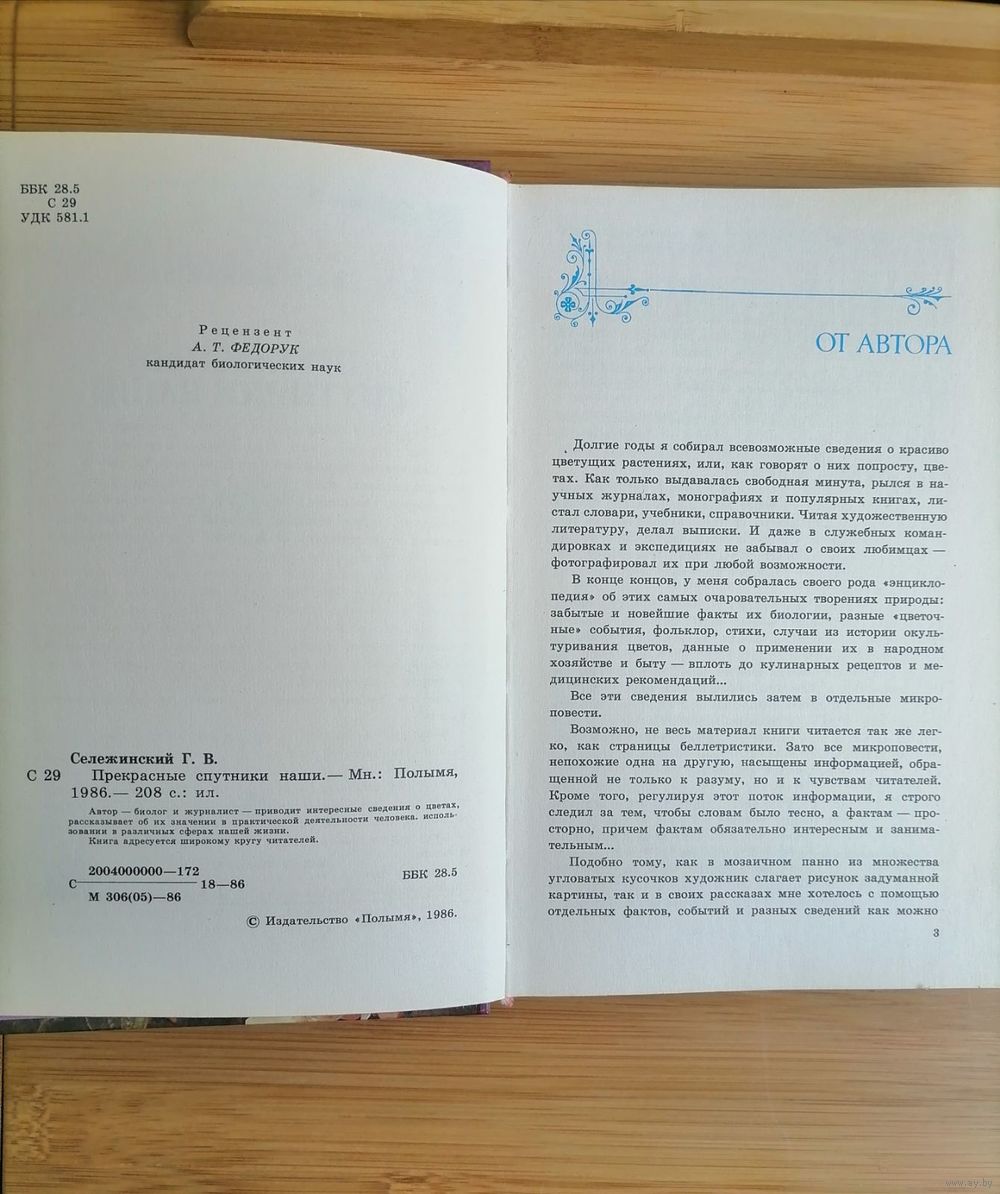 ББК 28.5
С 29
УДК 581.1
Рецензент
А. Т. ФЕДОРУК
кандидат биологических наук
Сележинский Г. В.
С 29 Прекрасные спутники наши.— Мн.: Полымя,
1986.— 208 с.: ил.
Автор — биолог и журналист — приводит интересные сведения о цветах,
рассказывает об их значении в практической деятельности человека. исполь-
зовании в различных сферах нашей жизни.
Книга адресуется широкому кругу читателей.
2004000000—172
С 18—86
М 306(05)—86
ББК 28.5
© Издательство «Полымя», 1986.
ОТ АВТОРА
Долгие годы я собирал всевозможные сведения о красиво
цветущих растениях, или, как говорят о них попросту, цве-
тах. Как только выдавалась свободная минута, рылся в на-
учных журналах, монографиях и популярных книгах, ли-
стал словари, учебники, справочники. Читая художественную
литературу, делал выписки. И даже в служебных коман-
дировках и экспедициях не забывал о своих любимцах —
фотографировал их при любой возможности.
В конце концов, у меня собралась своего рода «энцикло-
педия» об этих самых очаровательных творениях природы:
забытые и новейшие факты их биологии, разные «цветоч-
ные» события, фольклор, стихи, случаи из истории окуль-
туривания цветов, данные о применении их в народном
хозяйстве и быту — вплоть до кулинарных рецептов и ме-
дицинских рекомендаций...
Все эти сведения вылились затем в отдельные микро-
повести.
Возможно, не весь материал книги читается так же лег-
ко, как страницы беллетристики. Зато все микроповести,
непохожие одна на другую, насыщены информацией, обра-
щенной не только к разуму, но и к чувствам читателей.
Кроме того, регулируя этот поток информации, я строго
следил за тем, чтобы словам было тесно, а фактам — про-
сторно, причем фактам обязательно интересным и занима-
тельным...
Подобно тому, как в мозаичном панно из множества
угловатых кусочков художник слагает рисунок задуманной
картины, так и в своих рассказах мне хотелось с помощью
отдельных фактов, событий и разных сведений как можно
3
www.ay.by